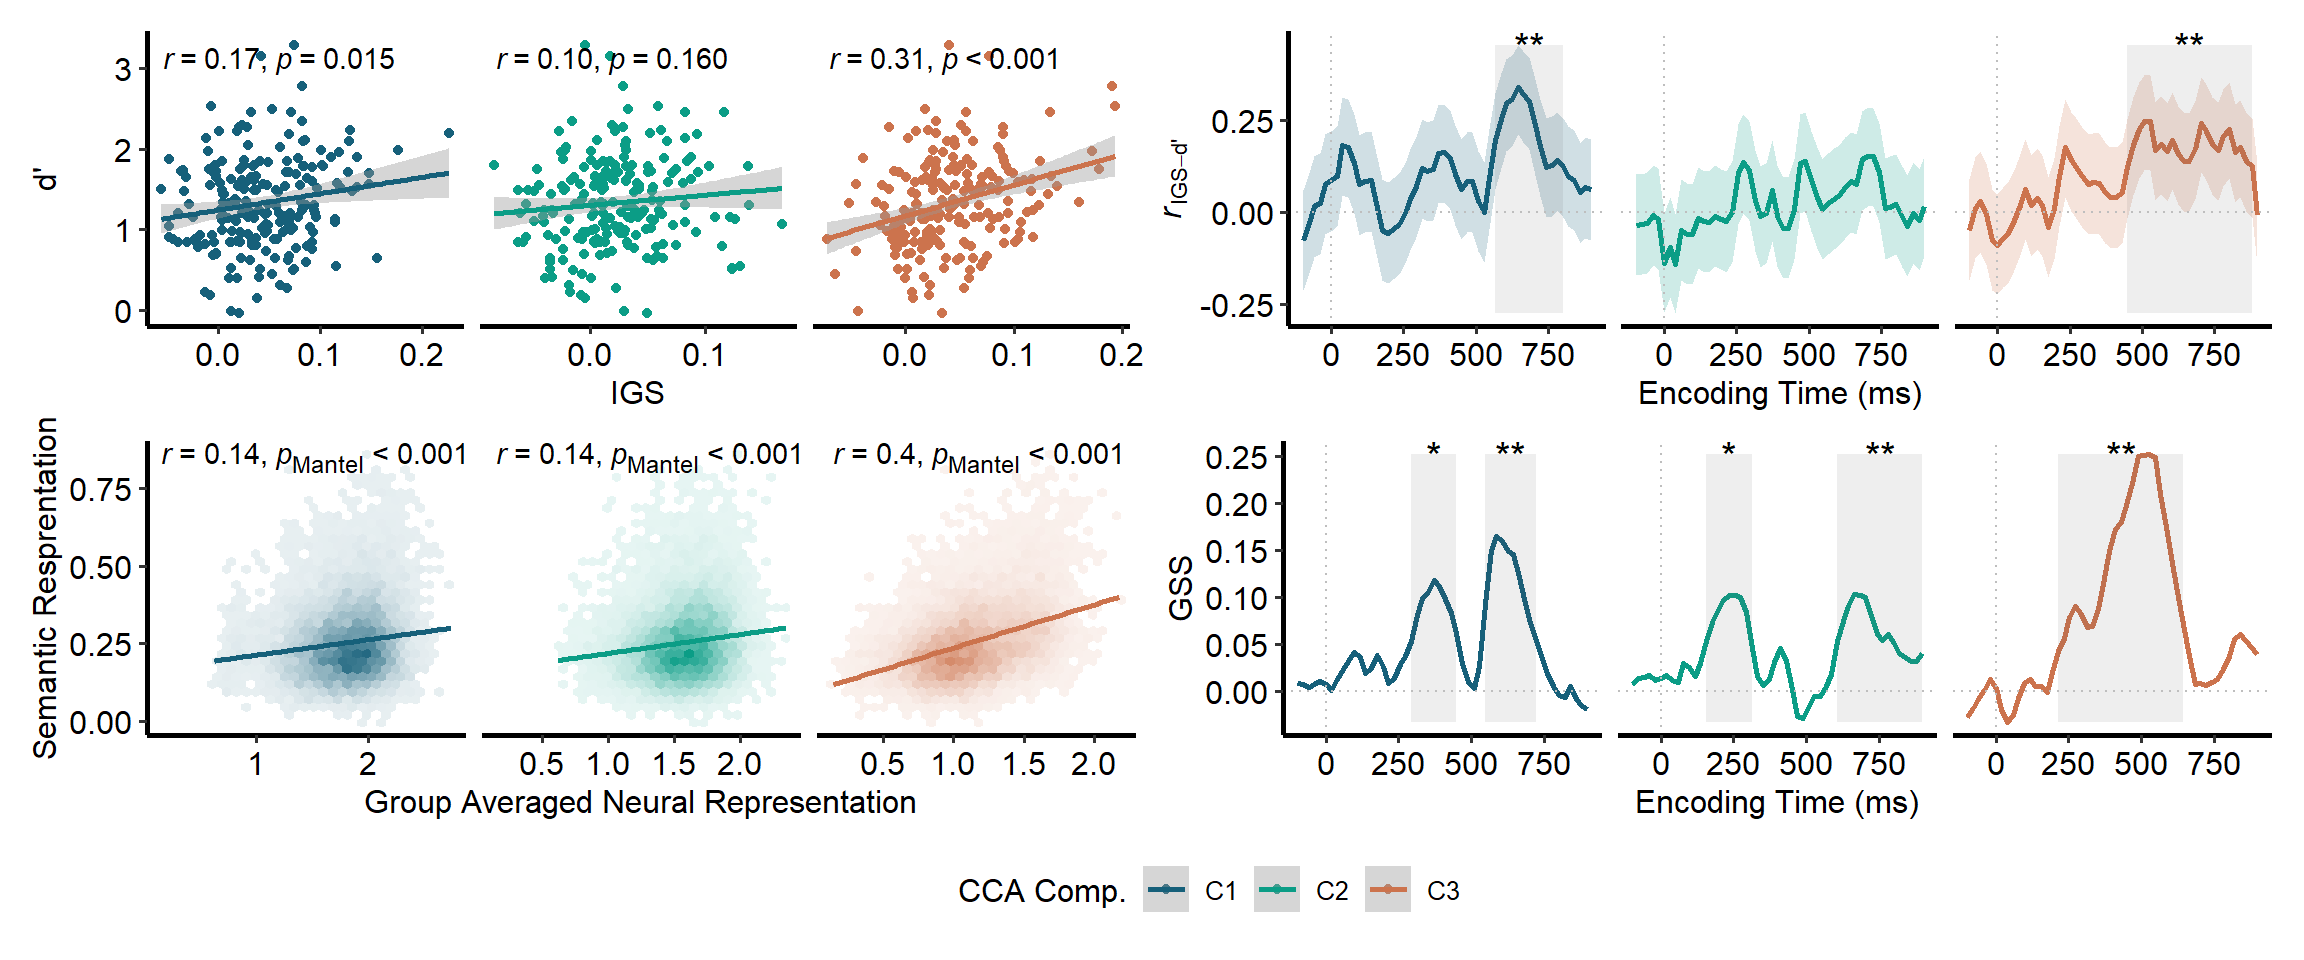 r = 0.17, p = 0.015
r = 0.10, p = 0.160
r = 0.31, p < 0.001
d'
3
2
1
0
0.0 0.1 0.2
0.0 0.1
0.0 0.1 0.2
IGS
** **
rIGS−d'
0.25
0.00
-0.25
0 250 500 750
0 250 500 750
0 250 500 750
Encoding Time (ms)
r = 0.14, pMantel < 0.001
r = 0.14, pMantel < 0.001
r = 0.4, pMantel < 0.001
Semantic Resprentation
0.75
0.50
0.25
0.00
1 2
0.5 1.0 1.5 2.0
0.5 1.0 1.5 2.0
Group Averaged Neural Representation
* ** * ** **
GSS
0.25
0.20
0.15
0.10
0.05
0.00
0 250 500 750
0 250 500 750
0 250 500 750
Encoding Time (ms)
CCA Comp. C1 C2 C3